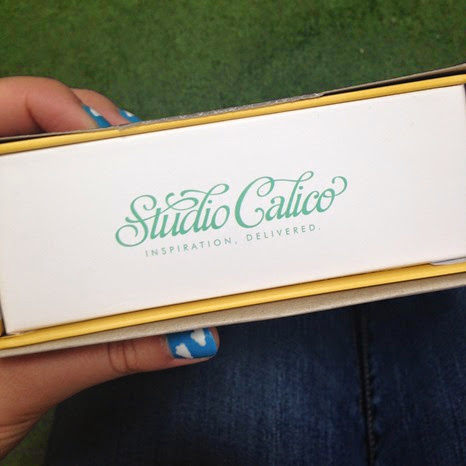 Studio Calico
INSPIRATION, DELIVERED.